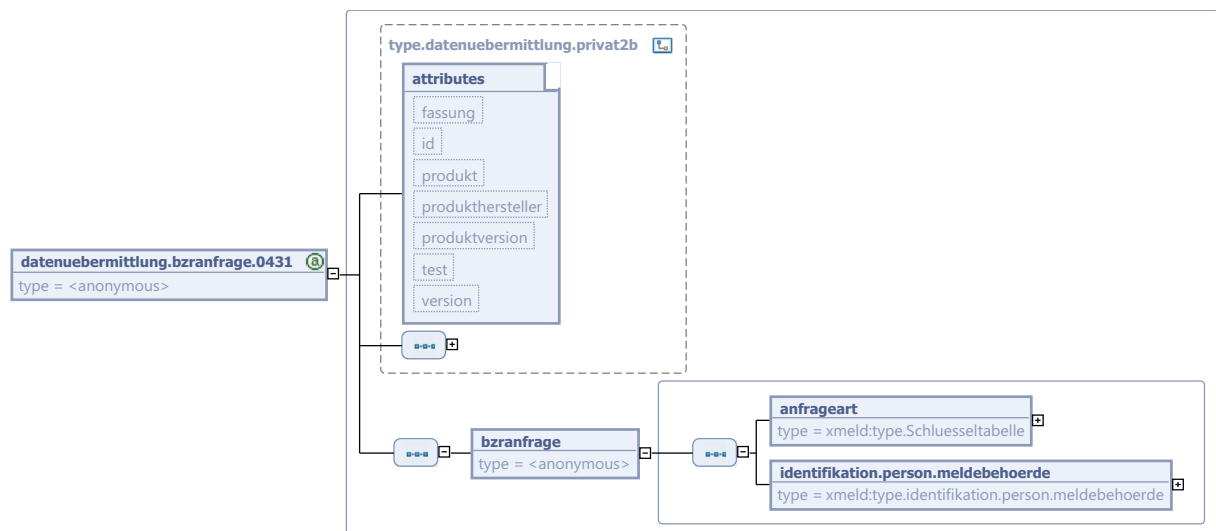 type.datenuebermittlung.privat2b
attributes
fassung
id
produkt
produkthersteller
produktversion
test
version
datenuebermittlung.bzranfrage.0431 a
type = <anonymous>
bzranfrage
type = <anonymous>
anfrageart
type = xmeld:type.Schluesseltabelle
identifikation.person.meldebehoerde
type = xmeld:type.identifikation.person.meldebehoerde